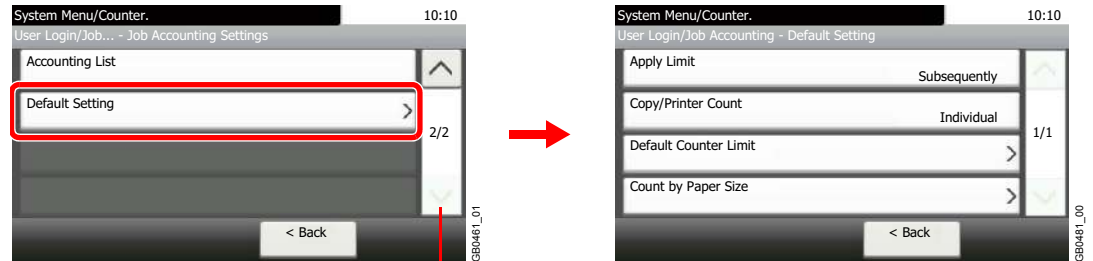 System Menu/Counter.
10:10
User Login/Job... - Job Accounting Settings
Accounting List
Default Setting
2/2
< Back
GB0461_01
System Menu/Counter.
10:10
User Login/Job Accounting - Default Setting
Apply Limit
Subsequently
Copy/Printer Count
Individual
1/1
Default Counter Limit
Count by Paper Size
< Back
GB0481_00